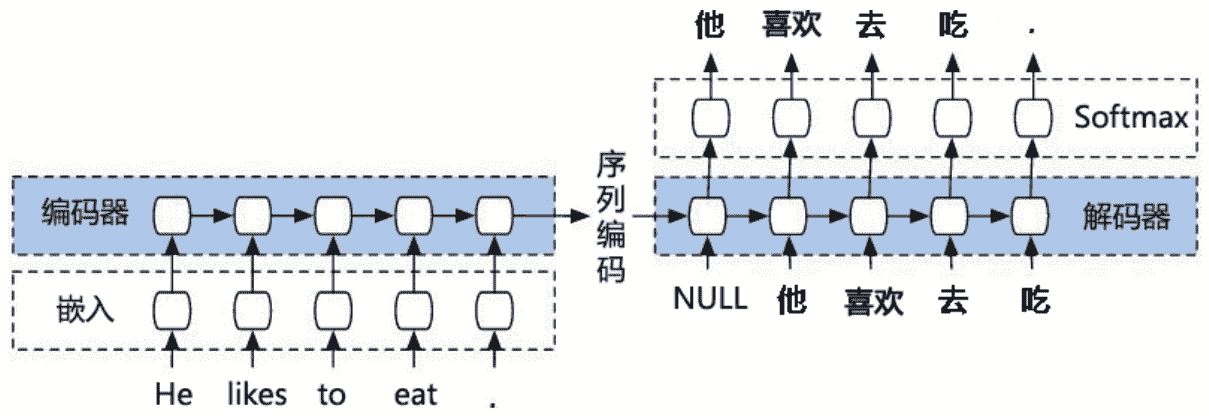 他 喜欢 去 吃 .
Softmax
序列编码
编码器
解码器
嵌入
NULL 他 喜欢 去 吃
He likes to eat .